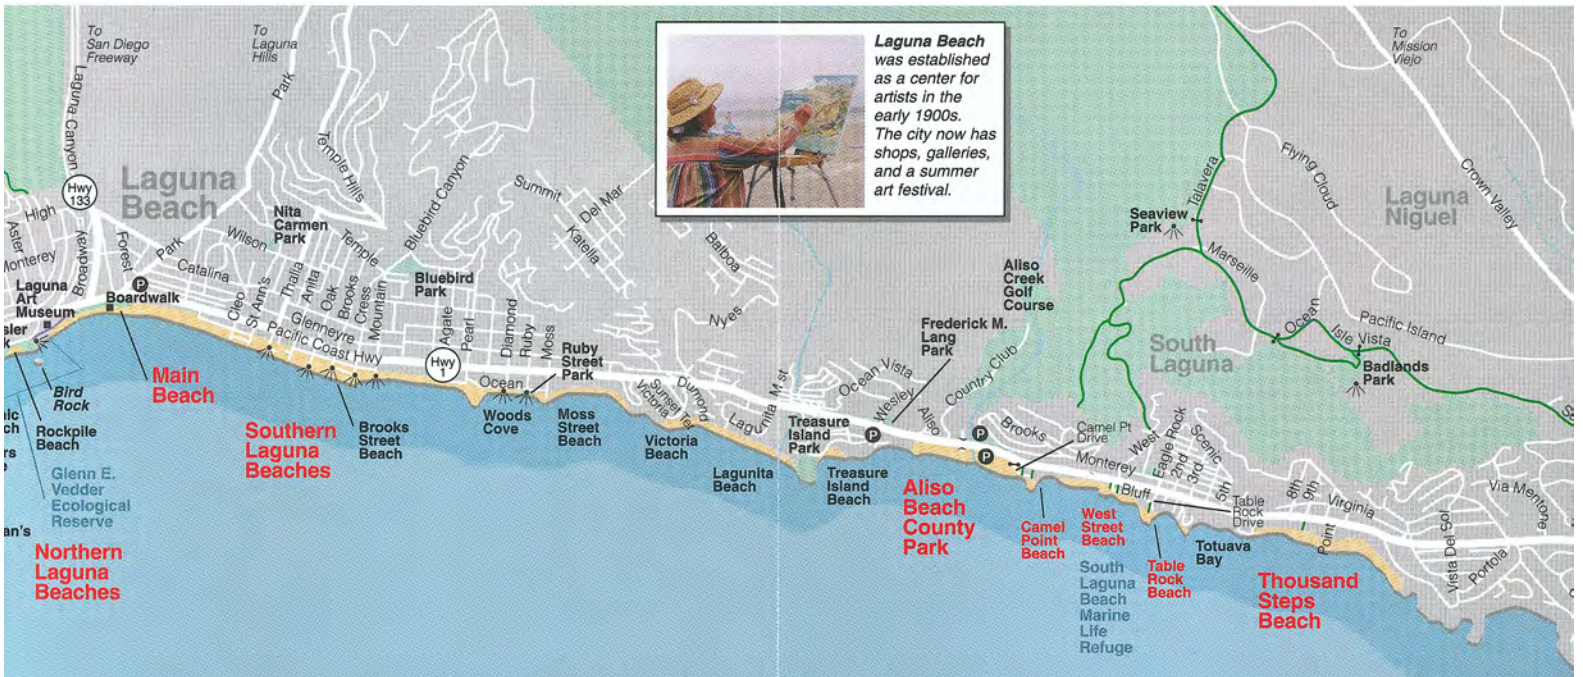 To
San Diego
Freeway
To
Laguna
Hills
Laguna Canyon
Park
Hwy
133
Laguna
Beach
High
Aster
Monterey
Broadway
Forest
Park
Wilson
Catalina
Nita
Carmen
Park
Temple Hills
Temple
Bluebird Canyon
Summit
Del Mar
Katella
Balboa
Nyes
Laguna Beach
was established
as a center for
artists in the
early 1900s.
The city now has
shops, galleries,
and a summer
art festival.
To
Mission
Viejo
Flying Cloud
Crown Valley
Laguna
Niguel
Talavera
Seaview
Park
Marseille
Ocean
Isle Vista
Pacific Island
Badlands
Park
South
Laguna
Aliso
Creek
Golf
Course
Frederick M.
Lang
Park
Country Club
Ocean Vista
Wesley
Aliso
Laguna
Art
Museum
Boardwalk
P
Cleo
St Ann's
Thalia
Anita
Oak
Brooks
Cress
Mountain
Glenneyre
Pacific Coast Hwy
Bluebird
Park
Agate
Pearl
Diamond
Ruby
Moss
Hwy
1
Ocean
Ruby
Street
Park
Bird
Rock
Rockpile
Beach
Main
Beach
Southern
Laguna
Beaches
Brooks
Street
Beach
Woods
Cove
Moss
Street
Beach
Sunset Ter
Victoria
Dumond
Lagunita
M st
Victoria
Beach
Lagunita
Beach
Treasure
Island
Park
Treasure
Island
Beach
P
P
P
Aliso
Beach
County
Park
Brooks
Camel Pt
Drive
Monterey
Bluff
West
Eagle Rock
2nd
3rd
Scenic
5th
8th
9th
Virginia
Table
Rock
Drive
Point
Vista Del Sol
Portola
Via Mentone
Camel
Point
Beach
West
Street
Beach
Table
Rock
Beach
Totuava
Bay
Thousand
Steps
Beach
South
Laguna
Beach
Marine
Life
Refuge
Glenn E.
Vedder
Ecological
Reserve
Northern
Laguna
Beaches